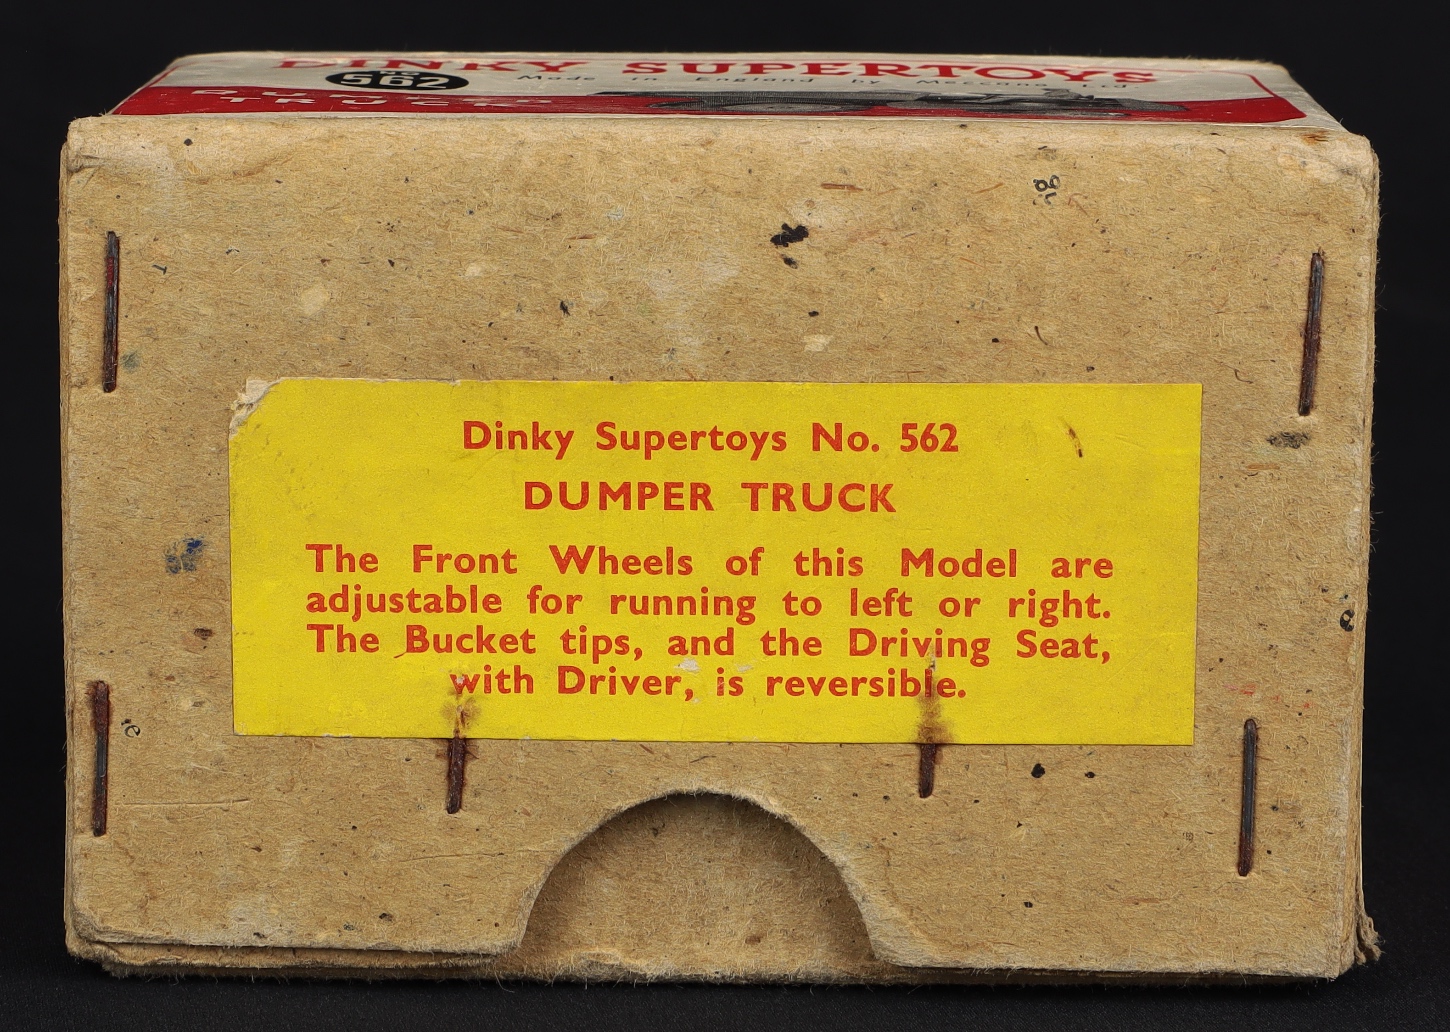 DINKY SUPERTOYS
562
Made in England by Meccano Ltd.
DUMPER
TRUCK
Dinky Supertoys No. 562
DUMPER TRUCK
The Front Wheels of this Model are
adjustable for running to left or right.
The Bucket tips, and the Driving Seat,
with Driver, is reversible.